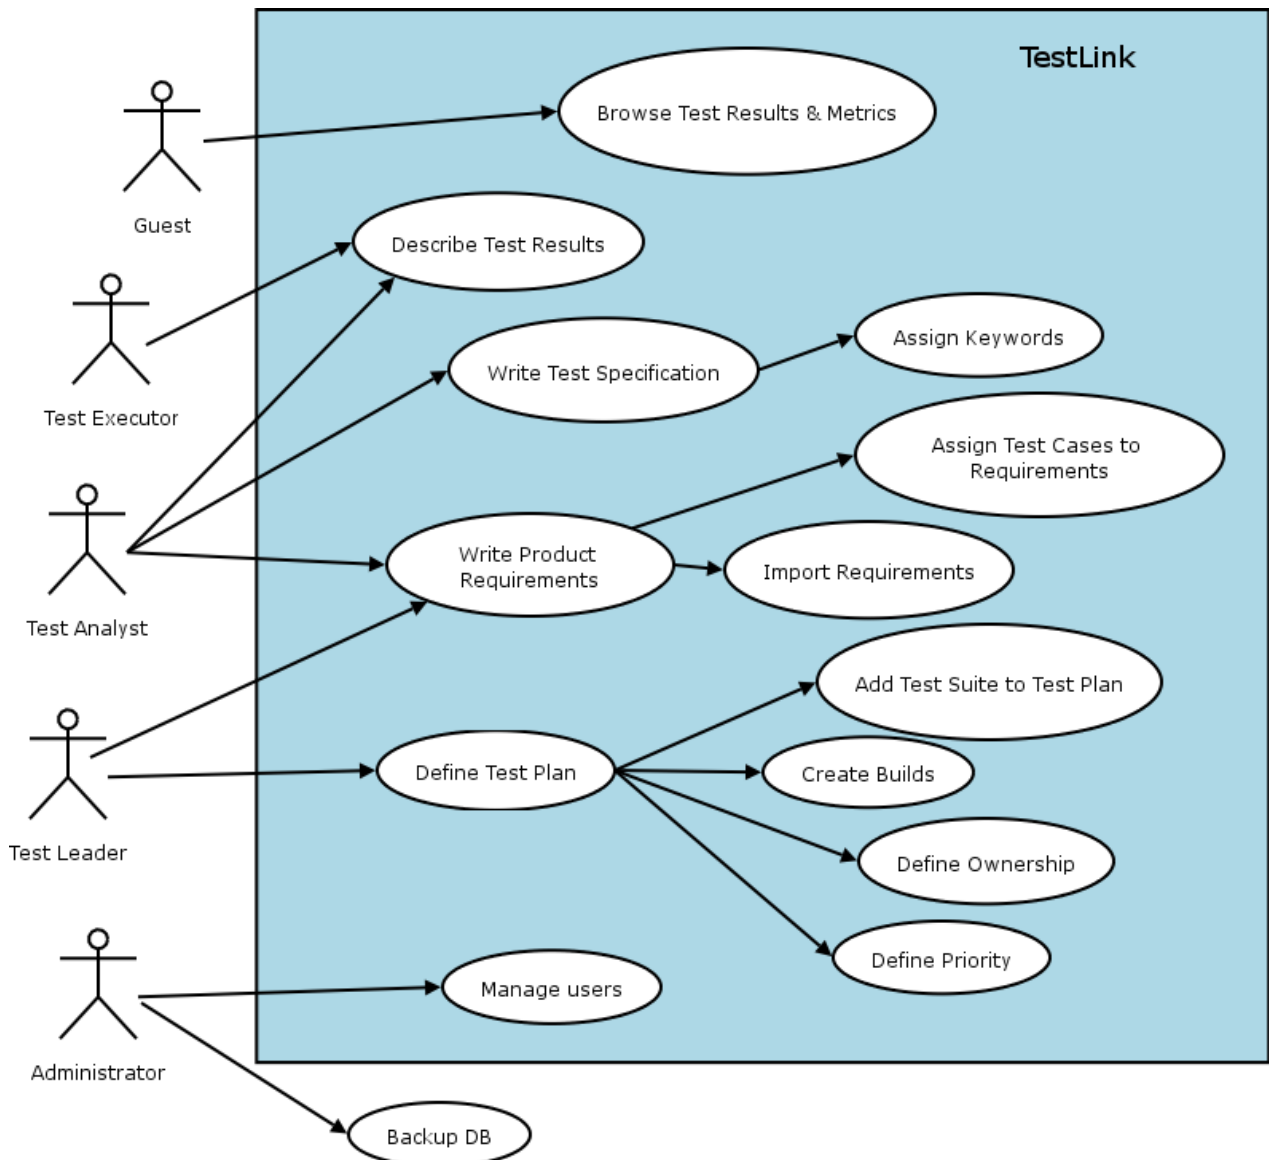 TestLink
Browse Test Results & Metrics
Guest
Describe Test Results
Test Executor
Write Test Specification
Assign Keywords
Assign Test Cases to
Requirements
Test Analyst
Write Product
Requirements
Import Requirements
Add Test Suite to Test Plan
Test Leader
Define Test Plan
Create Builds
Define Ownership
Define Priority
Administrator
Manage users
Backup DB